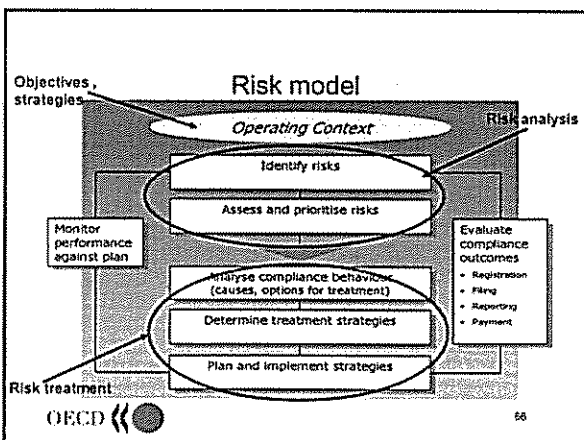 Objectives,
strategies
Risk model
Operating Context
Risk analysis
Identify risks
Assess and prioritise risks
Monitor
performance
against plan
Evaluate
compliance
outcomes
• Registration
• Filing
• Reporting
• Payment
Analyse compliance behaviour
(causes, options for treatment)
Determine treatment strategies
Plan and implement strategies
Risk treatment
OECD
66